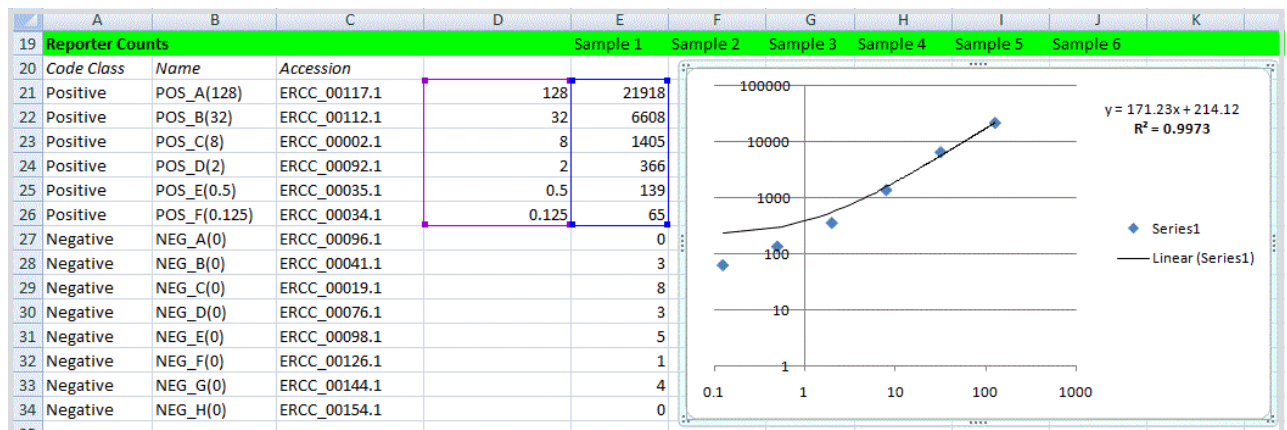 A B C D E F G H I J K
19 Reporter Counts Sample 1 Sample 2 Sample 3 Sample 4 Sample 5 Sample 6
20 Code Class Name Accession
21 Positive POS_A(128) ERCC_00117.1 128 21918
22 Positive POS_B(32) ERCC_00112.1 32 6608
23 Positive POS_C(8) ERCC_00002.1 8 1405
24 Positive POS_D(2) ERCC_00092.1 2 366
25 Positive POS_E(0.5) ERCC_00035.1 0.5 139
26 Positive POS_F(0.125) ERCC_00034.1 0.125 65
27 Negative NEG_A(0) ERCC_00096.1 0
28 Negative NEG_B(0) ERCC_00041.1 3
29 Negative NEG_C(0) ERCC_00019.1 8
30 Negative NEG_D(0) ERCC_00076.1 3
31 Negative NEG_E(0) ERCC_00098.1 5
32 Negative NEG_F(0) ERCC_00126.1 1
33 Negative NEG_G(0) ERCC_00144.1 4
34 Negative NEG_H(0) ERCC_00154.1 0
100000
10000
1000
100
10
1
0.1 1 10 100 1000
y = 171.23x + 214.12
R² = 0.9973
Series1
Linear (Series1)